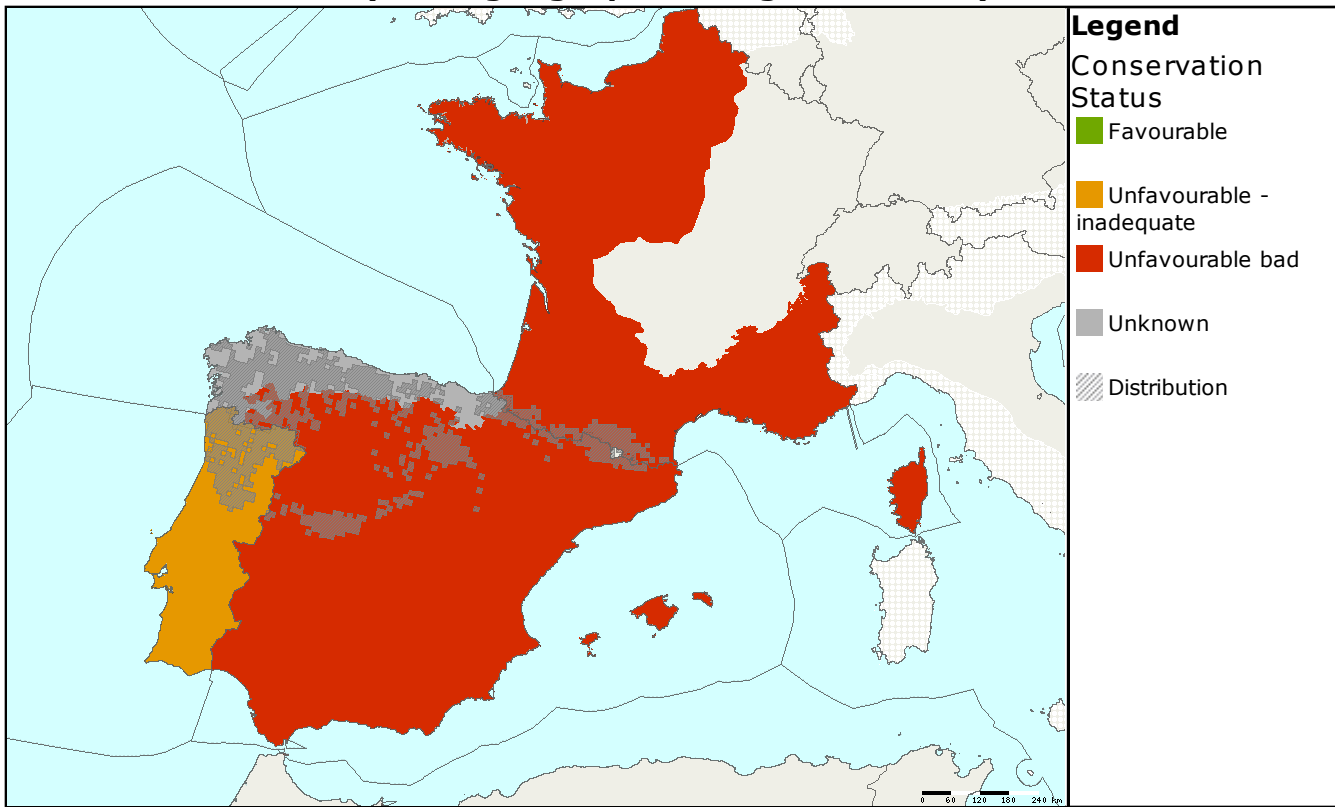 Legend
Conservation
Status
Favourable
Unfavourable -
inadequate
Unfavourable bad
Unknown
Distribution
0 60 120 180 240 km